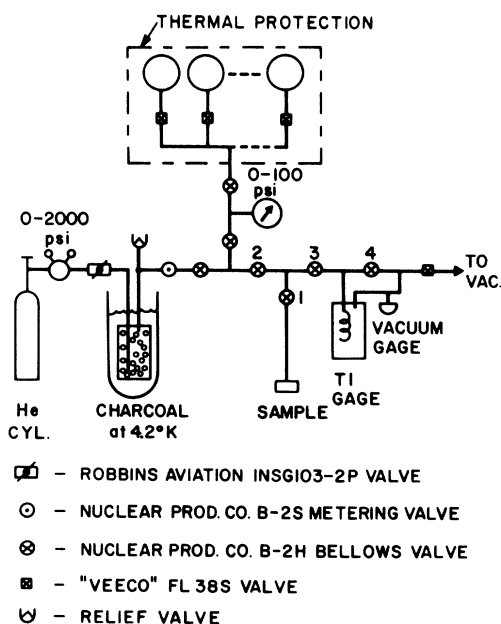 THERMAL PROTECTION
0-100
psi
0-2000
psi
2
3
4
TO
VAC.
1
VACUUM
GAGE
TI
GAGE
He
CYL.
CHARCOAL
at 4.2°K
SAMPLE
- ROBBINS AVIATION INSG103-2P VALVE
- NUCLEAR PROD. CO. B-2S METERING VALVE
- NUCLEAR PROD. CO. B-2H BELLOWS VALVE
- "VEECO" FL 38S VALVE
- RELIEF VALVE